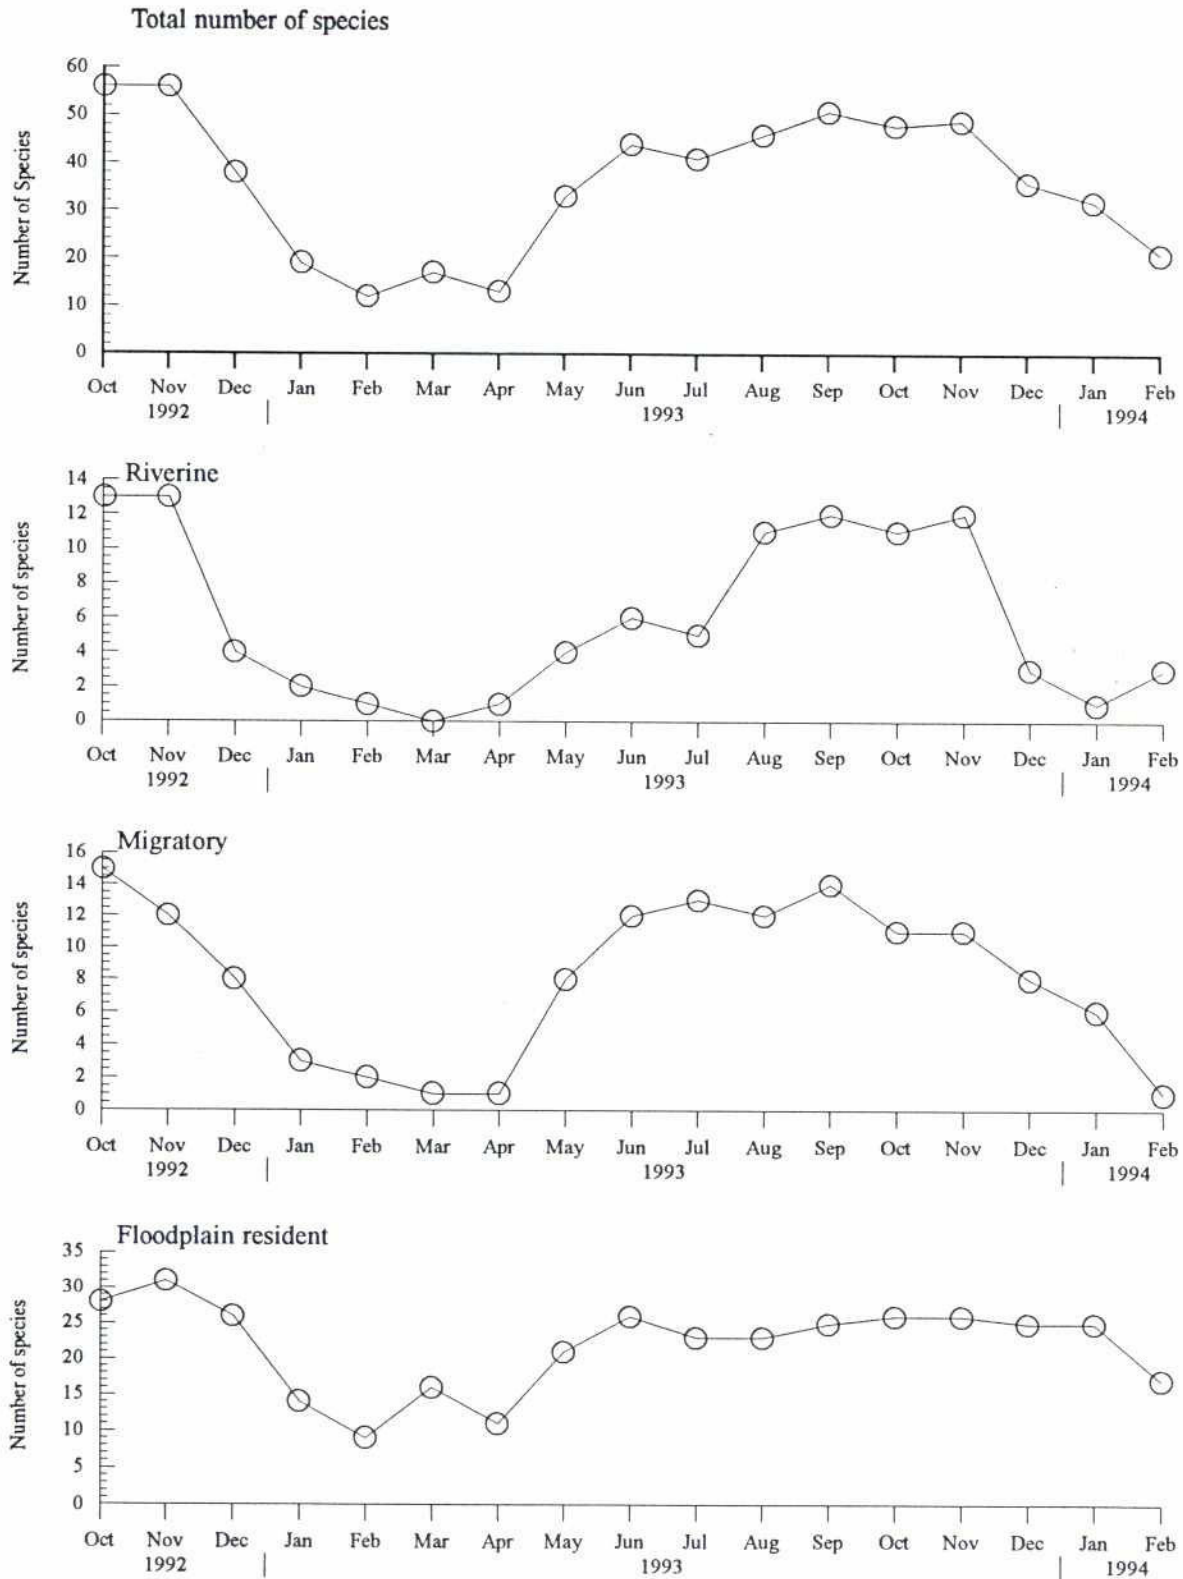 Total number of species
Number of Species
60
50
40
30
20
10
0
Oct Nov Dec Jan Feb Mar Apr May Jun Jul Aug Sep Oct Nov Dec Jan Feb
1992 | 1993 | 1994
Riverine
Number of species
14
12
10
8
6
4
2
0
Oct Nov Dec Jan Feb Mar Apr May Jun Jul Aug Sep Oct Nov Dec Jan Feb
1992 | 1993 | 1994
Migratory
Number of species
16
14
12
10
8
6
4
2
0
Oct Nov Dec Jan Feb Mar Apr May Jun Jul Aug Sep Oct Nov Dec Jan Feb
1992 | 1993 | 1994
Floodplain resident
Number of species
35
30
25
20
15
10
5
0
Oct Nov Dec Jan Feb Mar Apr May Jun Jul Aug Sep Oct Nov Dec Jan Feb
1992 | 1993 | 1994